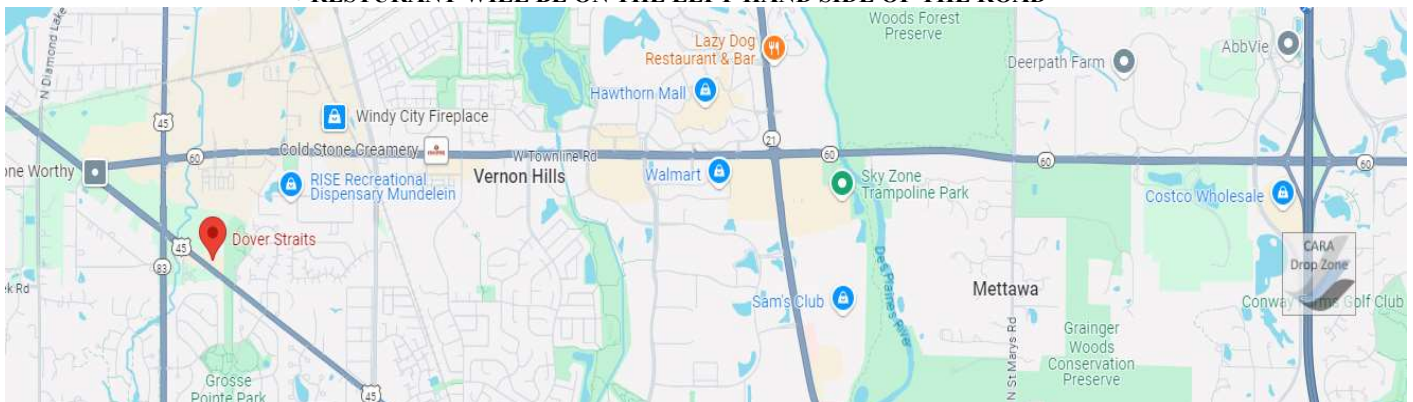 RESTURANT WILL BE ON THE LEFT HAND SIDE OF THE ROAD
Woods Forest
Preserve
N Diamond Lake
Lazy Dog
Restaurant & Bar
AbbVie
Deerpath Farm
Hawthorn Mall
Windy City Fireplace
45
21
60
Cold Stone Creamery
W Townline Rd
60
60
60
one Worthy
Vernon Hills
Walmart
Sky Zone
Trampoline Park
RISE Recreational
Dispensary Mundelein
Costco Wholesale
Dover Straits
45
CARA
Drop Zone
83
ek Rd
Des Plaines River
Mettawa
Sam's Club
Conway Farms Golf Club
N St Marys Rd
Grainger
Woods
Conservation
Preserve
Grosse
Pointe Park
45